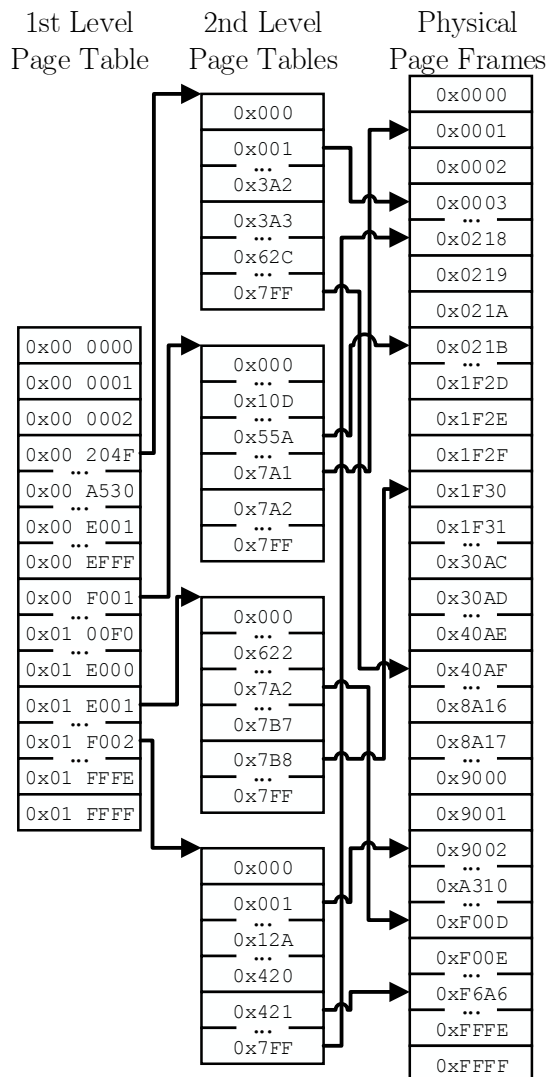 1st Level
Page Table
0x00 0000
0x00 0001
0x00 0002
0x00 204F
...
0x00 A530
...
0x00 E001
...
0x00 EFFF
0x00 F001
...
0x01 00F0
...
0x01 E000
0x01 E001
...
0x01 F002
...
0x01 FFFE
0x01 FFFF
2nd Level
Page Tables
0x000
0x001
...
0x3A2
0x3A3
...
0x62C
...
0x7FF
0x000
...
0x10D
...
0x55A
...
0x7A1
0x7A2
...
0x7FF
0x000
...
0x622
...
0x7A2
...
0x7B7
0x7B8
...
0x7FF
0x000
0x001
...
0x12A
...
0x420
0x421
...
0x7FF
Physical
Page Frames
0x0000
0x0001
0x0002
0x0003
...
0x0218
0x0219
0x021A
0x021B
...
0x1F2D
0x1F2E
0x1F2F
0x1F30
0x1F31
...
0x30AC
0x30AD
...
0x40AE
0x40AF
...
0x8A16
0x8A17
...
0x9000
0x9001
0x9002
...
0xA310
...
0xF00D
0xF00E
...
0xF6A6
...
0xFFFE
0xFFFF